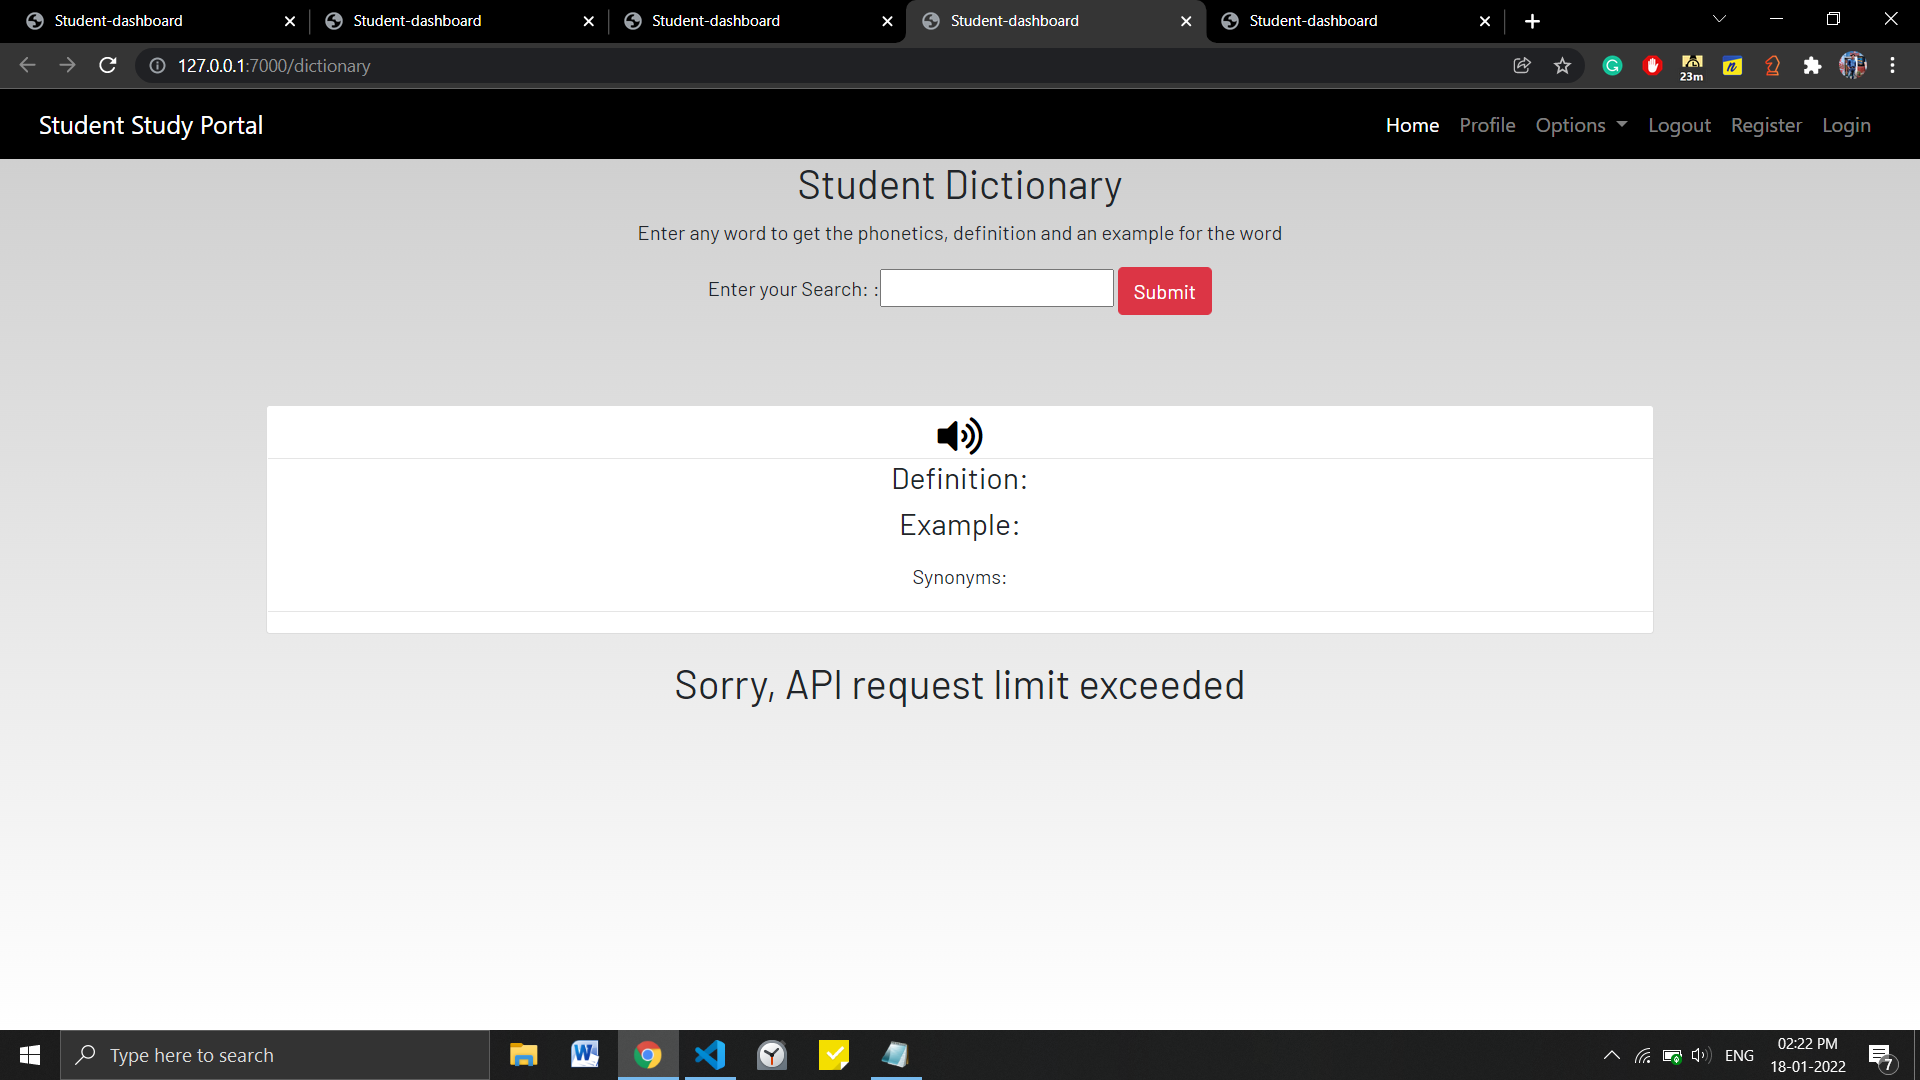 Student-dashboard
Student-dashboard
Student-dashboard
Student-dashboard
Student-dashboard
127.0.0.1:7000/dictionary
23m
Student Study Portal
Home Profile Options Logout Register Login
Student Dictionary
Enter any word to get the phonetics, definition and an example for the word
Enter your Search: :
Submit
Definition:
Example:
Synonyms:
Sorry, API request limit exceeded
Type here to search
ENG
02:22 PM
18-01-2022
7